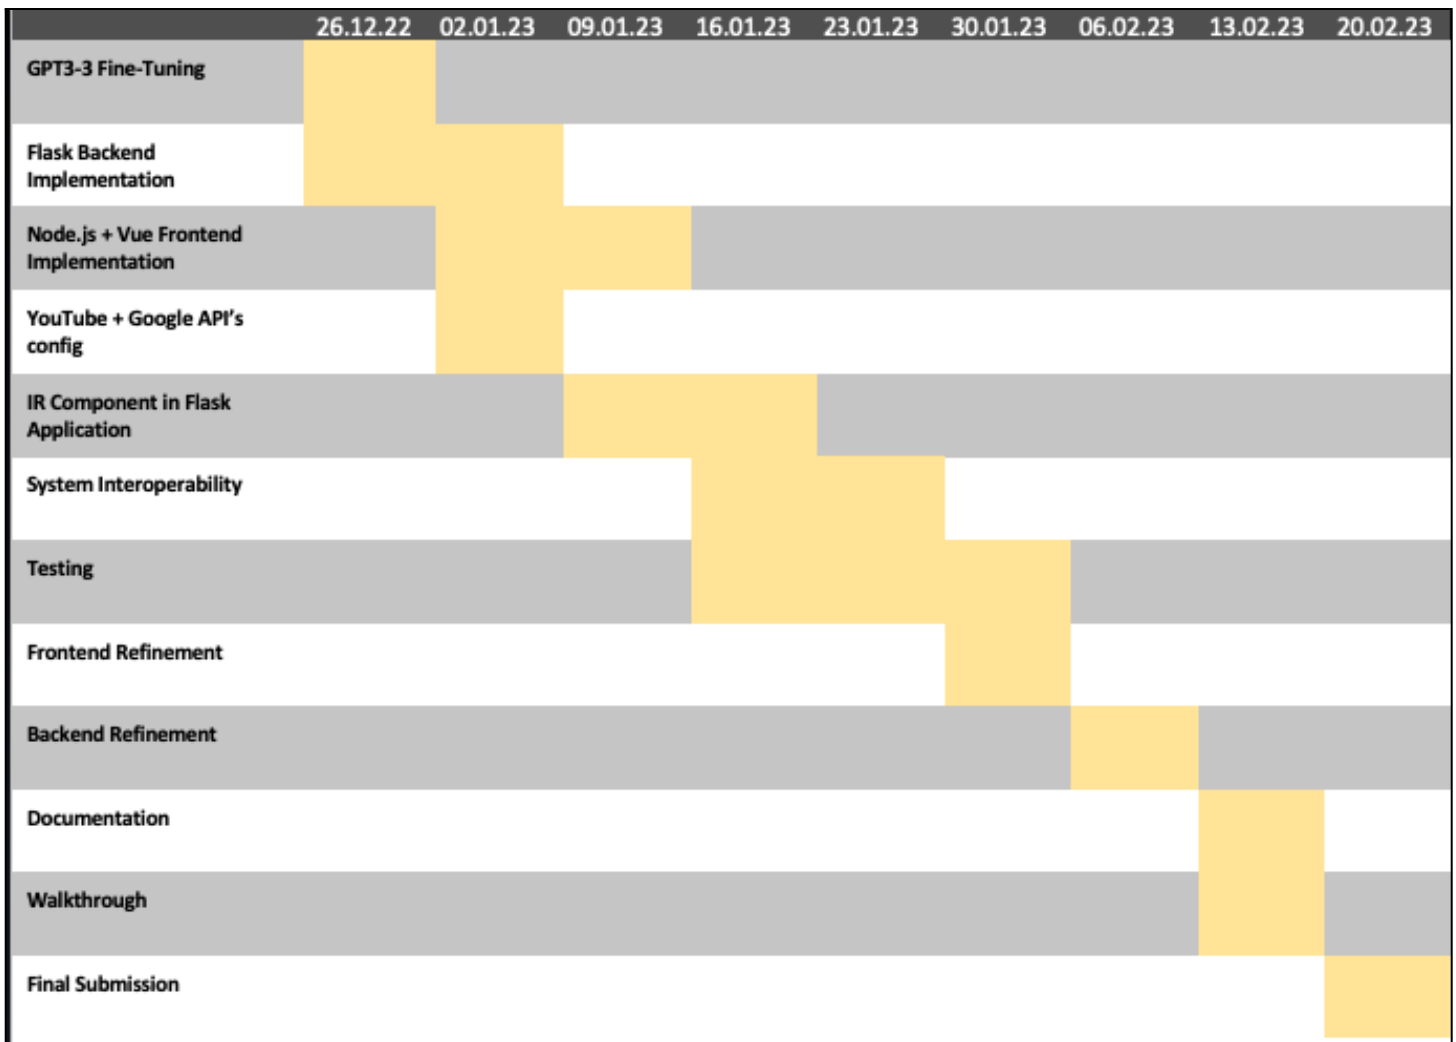 26.12.22 02.01.23 09.01.23 16.01.23 23.01.23 30.01.23 06.02.23 13.02.23 20.02.23
GPT3-3 Fine-Tuning
Flask Backend
Implementation
Node.js + Vue Frontend
Implementation
YouTube + Google API's
config
IR Component in Flask
Application
System Interoperability
Testing
Frontend Refinement
Backend Refinement
Documentation
Walkthrough
Final Submission